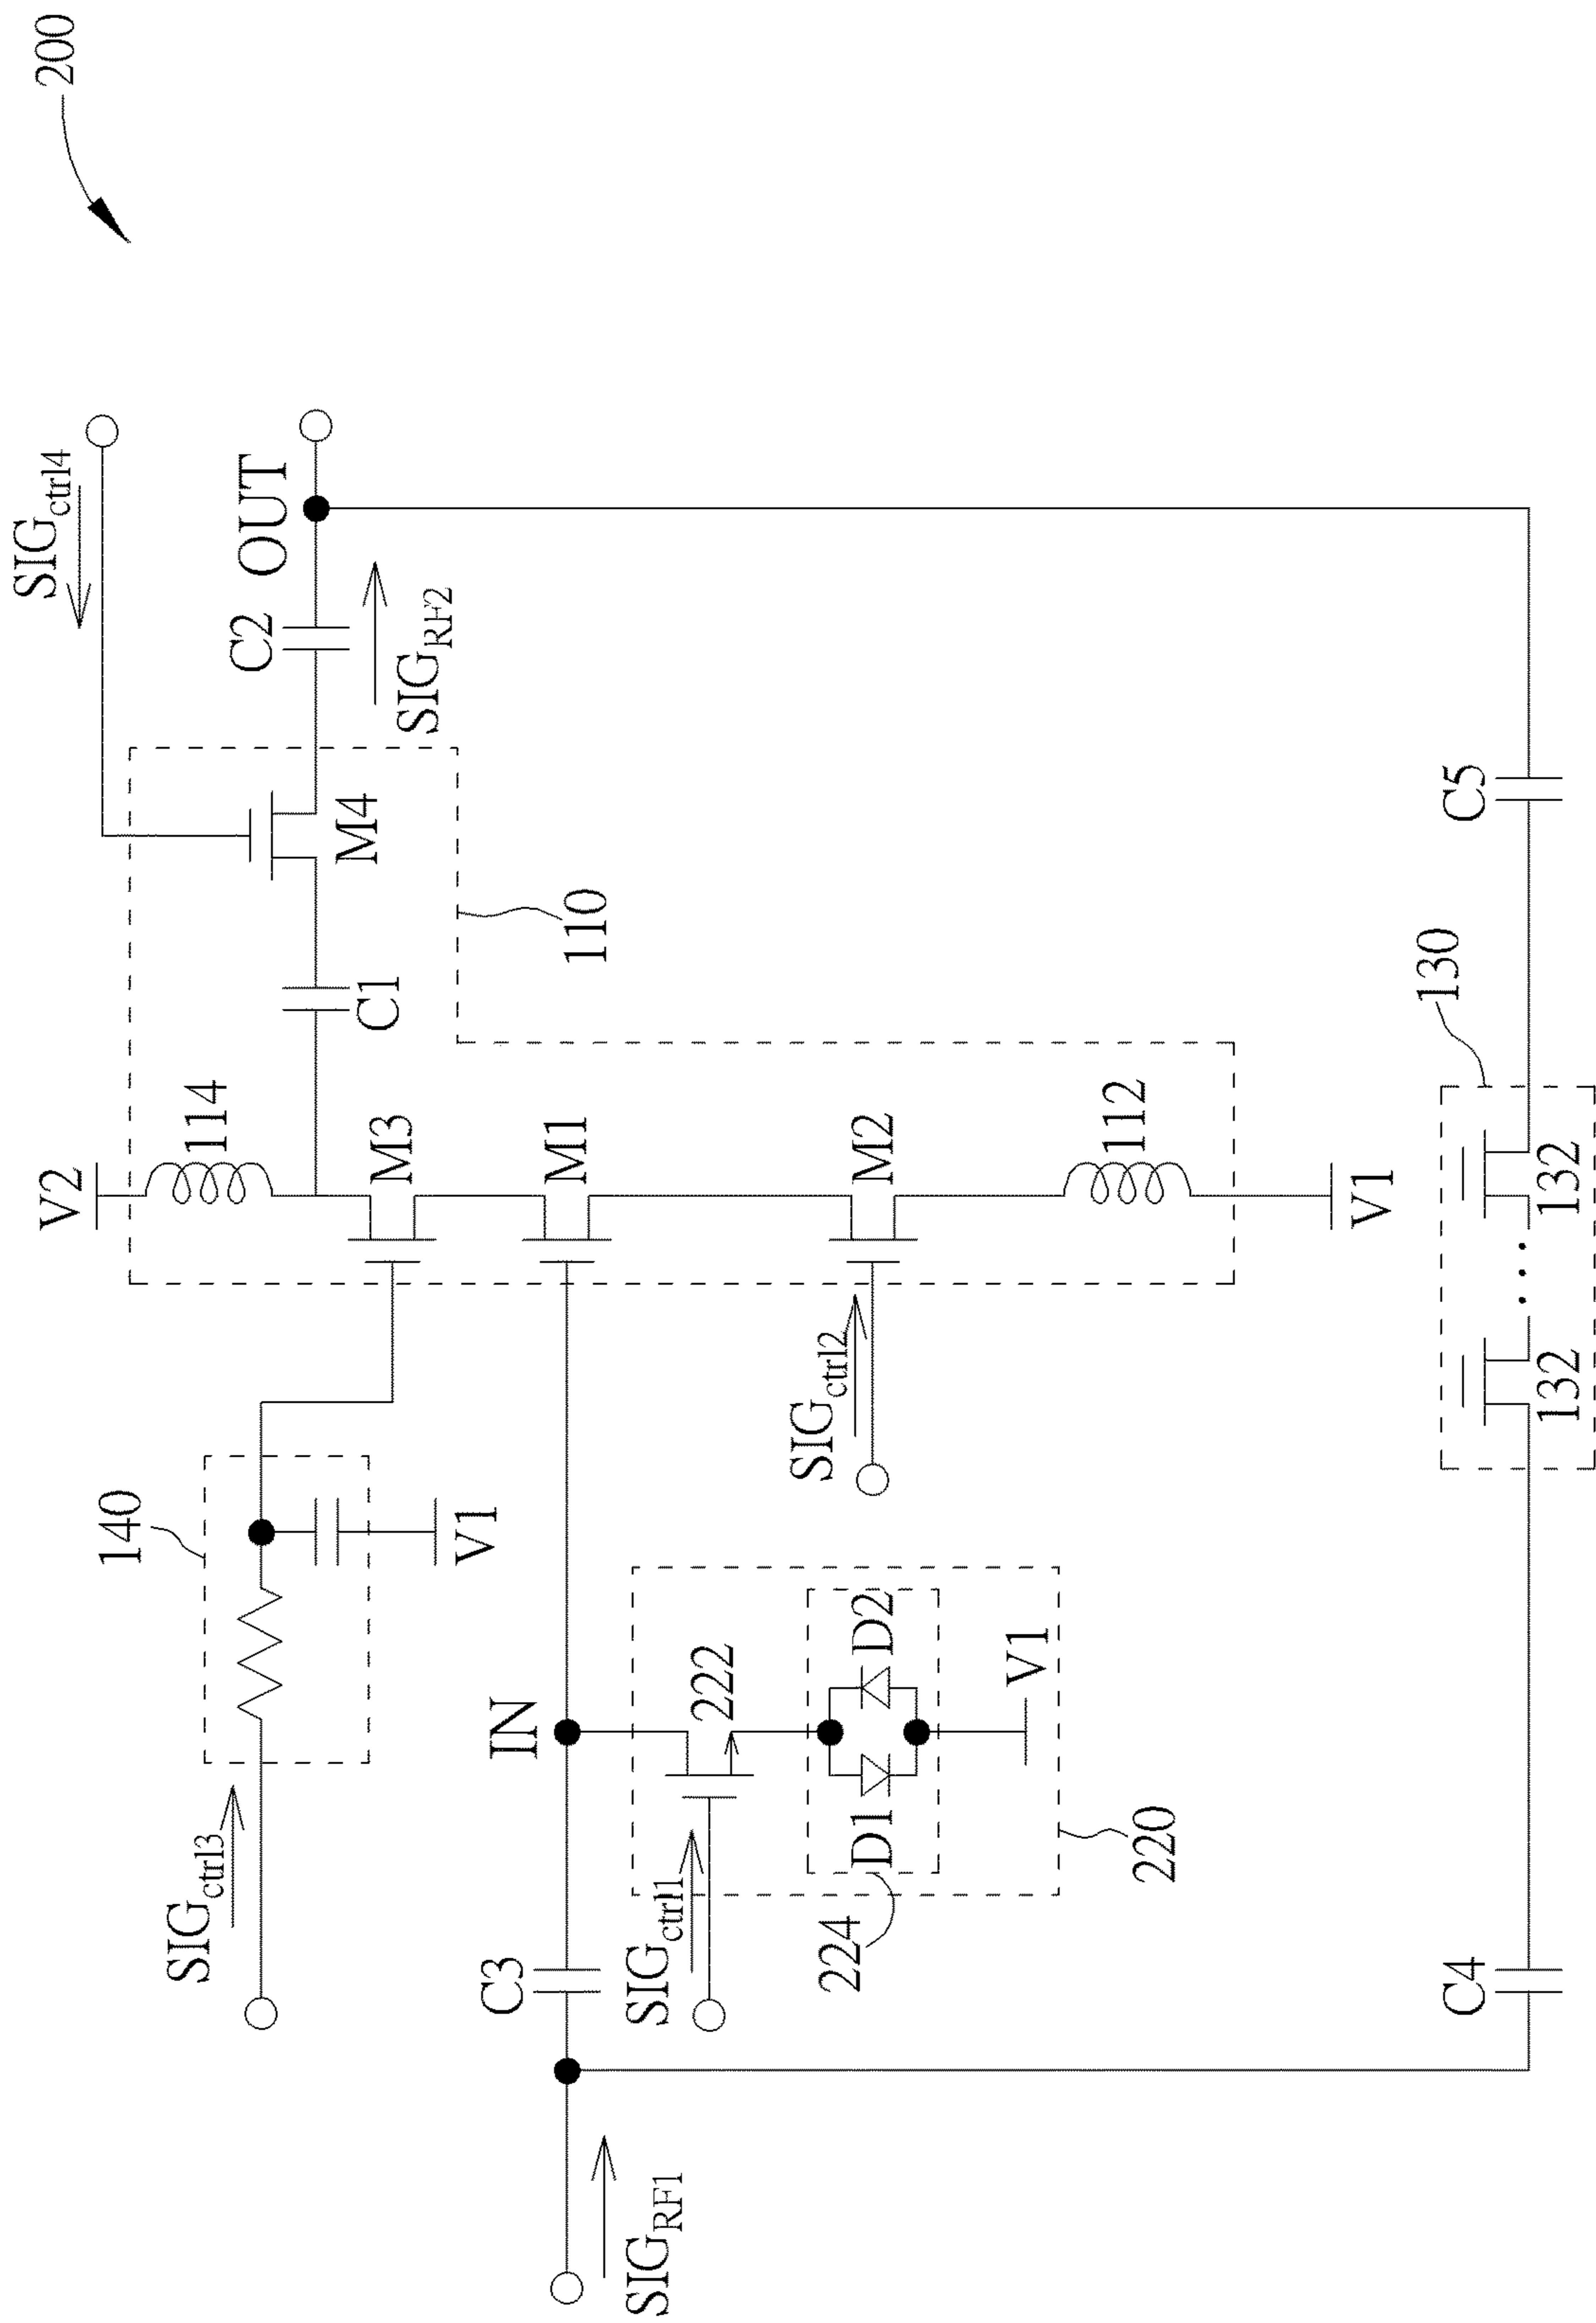 200
SIGctrl4
V2
114
OUT
C2
SIGRF2
M4
C1
110
140
SIGctrl3
V1
M3
M1
IN
C3
SIGRF1
SIGctrl1
222
D1
D2
224
V1
220
SIGctrl2
M2
112
V1
130
132
...
132
C4
C5